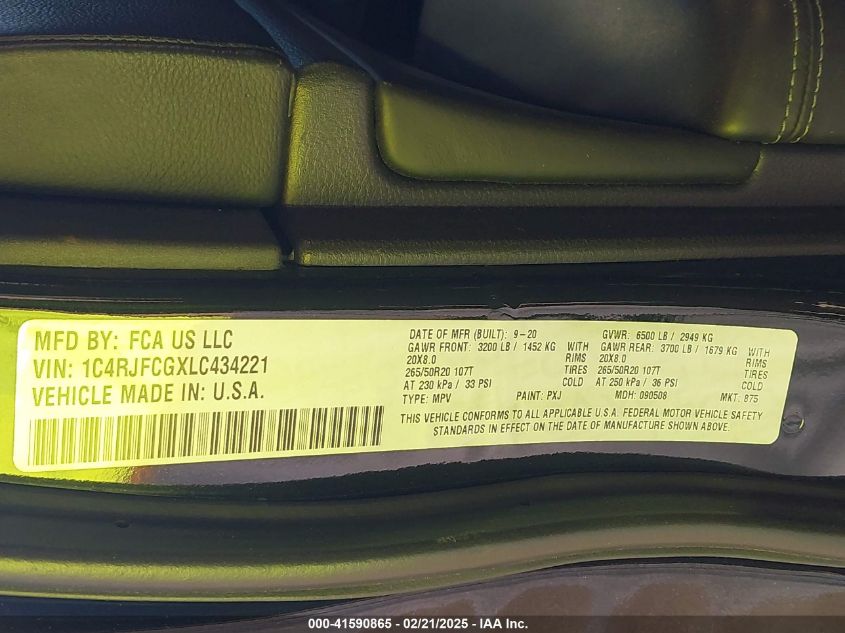 MFD BY: FCA US LLC
VIN: 1C4RJFCGXLC434221
VEHICLE MADE IN: U.S.A.
DATE OF MFR (BUILT): 9-20 GVWR: 6500 LB / 2949 KG
GAWR FRONT: 3200 LB / 1452 KG WITH GAWR REAR: 3700 LB / 1679 KG WITH
20X8.0 RIMS 20X8.0 RIMS
265/50R20 107T TIRES 265/50R20 107T TIRES
AT 230 kPa / 33 PSI COLD AT 250 kPa / 36 PSI COLD
TYPE: MPV PAINT: PXJ MDH: 090508 MKT: 875
THIS VEHICLE CONFORMS TO ALL APPLICABLE U.S.A. FEDERAL MOTOR VEHICLE SAFETY
STANDARDS IN EFFECT ON THE DATE OF MANUFACTURE SHOWN ABOVE.
000-41590865 - 02/21/2025 - IAA Inc.